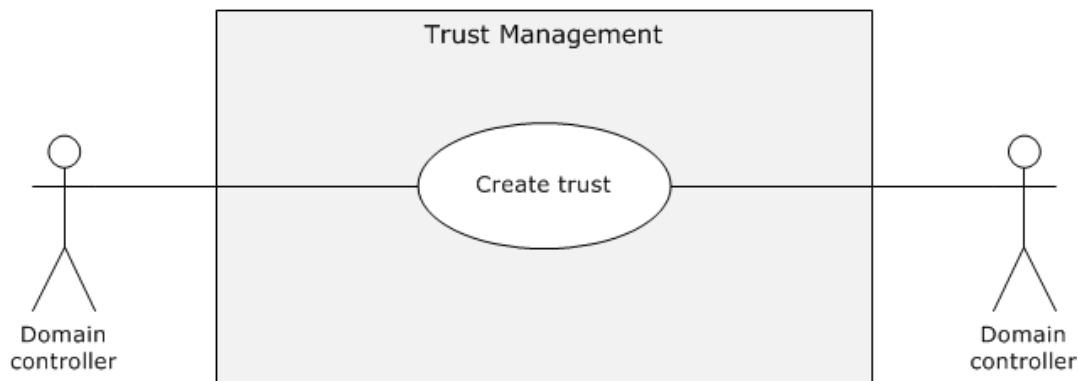 Trust Management
Create trust
Domain
controller
Domain
controller